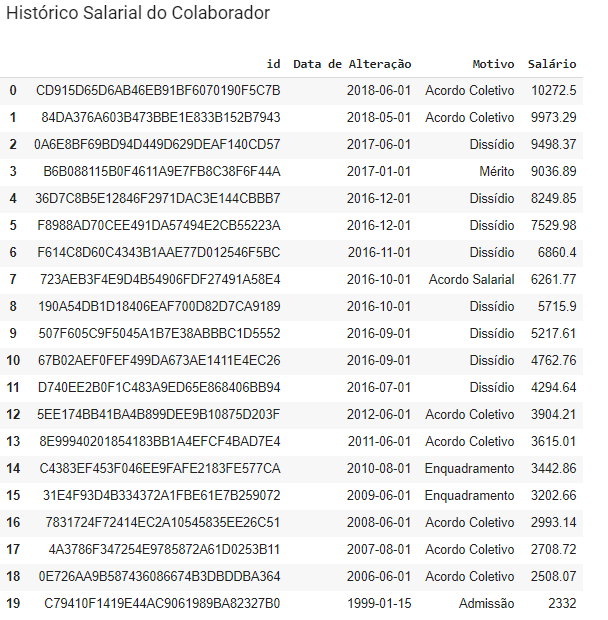 Histórico Salarial do Colaborador
id Data de Alteração Motivo Salário
0 CD915D65D6AB46EB91BF6070190F5C7B 2018-06-01 Acordo Coletivo 10272.5
1 84DA376A603B473BBE1E833B152B7943 2018-05-01 Acordo Coletivo 9973.29
2 0A6E8BF69BD94D449D629DEAF140CD57 2017-06-01 Dissídio 9498.37
3 B6B088115B0F4611A9E7FB8C38F6F44A 2017-01-01 Mérito 9036.89
4 36D7C8B5E12846F2971DAC3E144CBBB7 2016-12-01 Dissídio 8249.85
5 F8988AD70CEE491DA57494E2CB55223A 2016-12-01 Dissídio 7529.98
6 F614C8D60C4343B1AAE77D012546F5BC 2016-11-01 Dissídio 6860.4
7 723AEB3F4E9D4B54906FDF27491A58E4 2016-10-01 Acordo Salarial 6261.77
8 190A54DB1D18406EAF700D82D7CA9189 2016-10-01 Dissídio 5715.9
9 507F605C9F5045A1B7E38ABBBC1D5552 2016-09-01 Dissídio 5217.61
10 67B02AEF0FEF499DA673AE1411E4EC26 2016-09-01 Dissídio 4762.76
11 D740EE2B0F1C483A9ED65E868406BB94 2016-07-01 Dissídio 4294.64
12 5EE174BB41BA4B899DEE9B10875D203F 2012-06-01 Acordo Coletivo 3904.21
13 8E99940201854183BB1A4EFCF4BAD7E4 2011-06-01 Acordo Coletivo 3615.01
14 C4383EF453F046EE9FAFE2183FE577CA 2010-08-01 Enquadramento 3442.86
15 31E4F93D4B334372A1FBE61E7B259072 2009-06-01 Enquadramento 3202.66
16 7831724F72414EC2A10545835EE26C51 2008-06-01 Acordo Coletivo 2993.14
17 4A3786F347254E9785872A61D0253B11 2007-08-01 Acordo Coletivo 2708.72
18 0E726AA9B587436086674B3DBDDBA364 2006-06-01 Acordo Coletivo 2508.07
19 C79410F1419E44AC9061989BA82327B0 1999-01-15 Admissão 2332